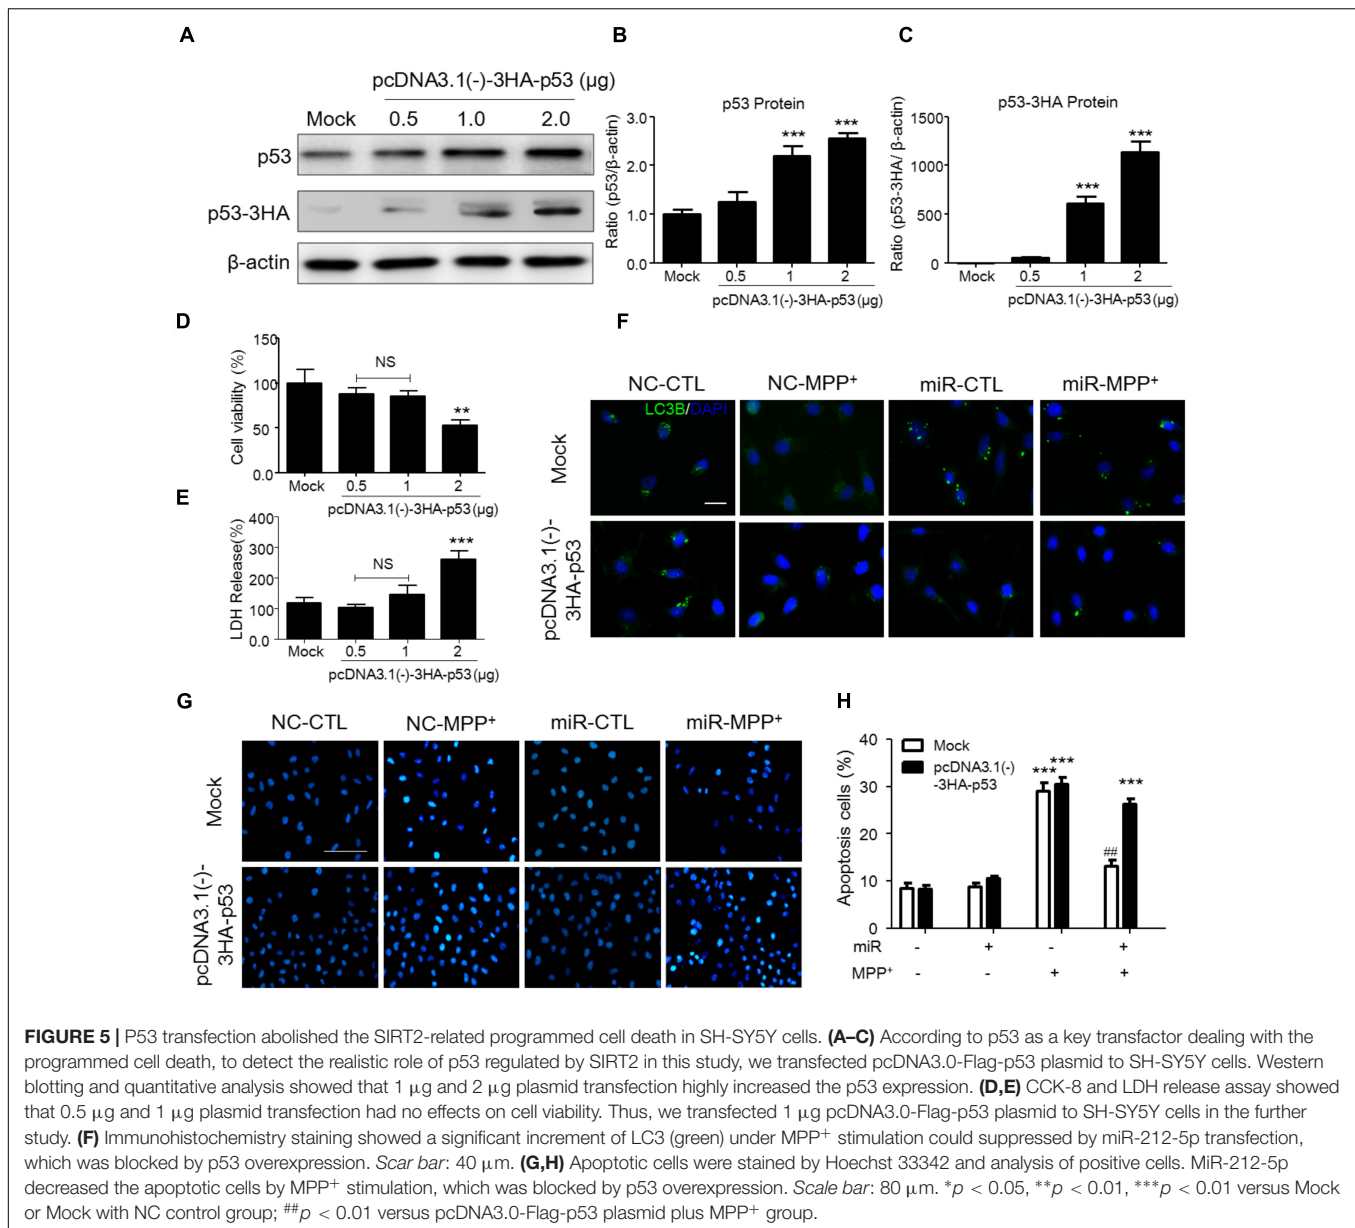 A
pcDNA3.1(-)-3HA-p53 (µg)
Mock 0.5 1.0 2.0
p53
p53-3HA
β-actin
B
p53 Protein
***
***
Ratio (p53/β-actin)
3.0
2.0
1.0
0.0
Mock 0.5 1 2
pcDNA3.1(-)-3HA-p53(µg)
C
p53-3HA Protein
***
***
Ratio (p53-3HA/ β-actin)
1500
1000
500
0
Mock 0.5 1 2
pcDNA3.1(-)-3HA-p53(µg)
D
Cell viability (%)
150
100
50
0.0
NS
**
Mock 0.5 1 2
pcDNA3.1(-)-3HA-p53(µg)
E
LDH Release(%)
400
300
200
100
0.0
NS
***
Mock 0.5 1 2
pcDNA3.1(-)-3HA-p53(µg)
F
NC-CTL NC-MPP⁺ miR-CTL miR-MPP⁺
LC3B/DAPI
Mock
pcDNA3.1(-)-
3HA-p53
G
NC-CTL NC-MPP⁺ miR-CTL miR-MPP⁺
Mock
pcDNA3.1(-)-
3HA-p53
H
Apoptosis cells (%)
40
30
20
10
0
Mock
pcDNA3.1(-)
-3HA-p53
***
***
***
##
miR - + - +
MPP⁺ - - + +
FIGURE 5 | P53 transfection abolished the SIRT2-related programmed cell death in SH-SY5Y cells. (A–C) According to p53 as a key transfactor dealing with the
programmed cell death, to detect the realistic role of p53 regulated by SIRT2 in this study, we transfected pcDNA3.0-Flag-p53 plasmid to SH-SY5Y cells. Western
blotting and quantitative analysis showed that 1 µg and 2 µg plasmid transfection highly increased the p53 expression. (D,E) CCK-8 and LDH release assay showed
that 0.5 µg and 1 µg plasmid transfection had no effects on cell viability. Thus, we transfected 1 µg pcDNA3.0-Flag-p53 plasmid to SH-SY5Y cells in the further
study. (F) Immunohistochemistry staining showed a significant increment of LC3 (green) under MPP⁺ stimulation could suppressed by miR-212-5p transfection,
which was blocked by p53 overexpression. Scar bar: 40 µm. (G,H) Apoptotic cells were stained by Hoechst 33342 and analysis of positive cells. MiR-212-5p
decreased the apoptotic cells by MPP⁺ stimulation, which was blocked by p53 overexpression. Scale bar: 80 µm. *p < 0.05, **p < 0.01, ***p < 0.01 versus Mock
or Mock with NC control group; ##p < 0.01 versus pcDNA3.0-Flag-p53 plasmid plus MPP⁺ group.